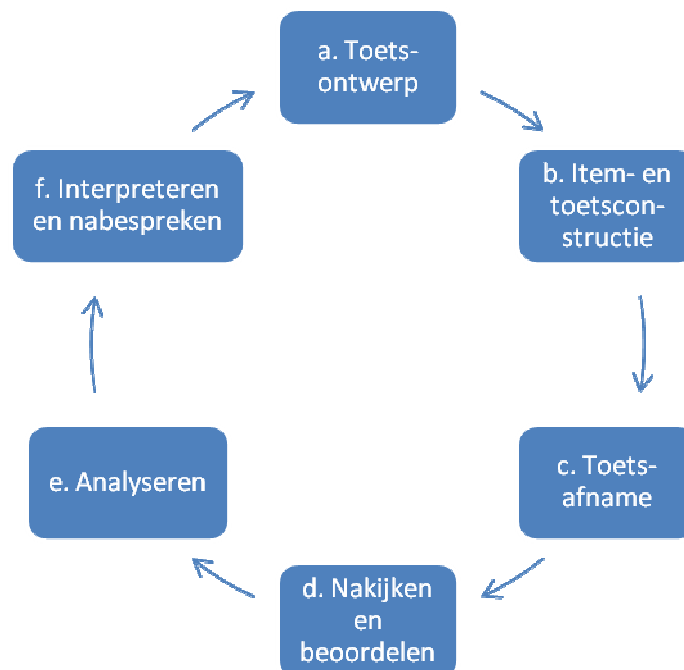 a. Toets-
ontwerp
b. Item- en
toetscon-
structie
c. Toets-
afname
d. Nakijken
en
beoordelen
e. Analyseren
f. Interpreteren
en nabespreken